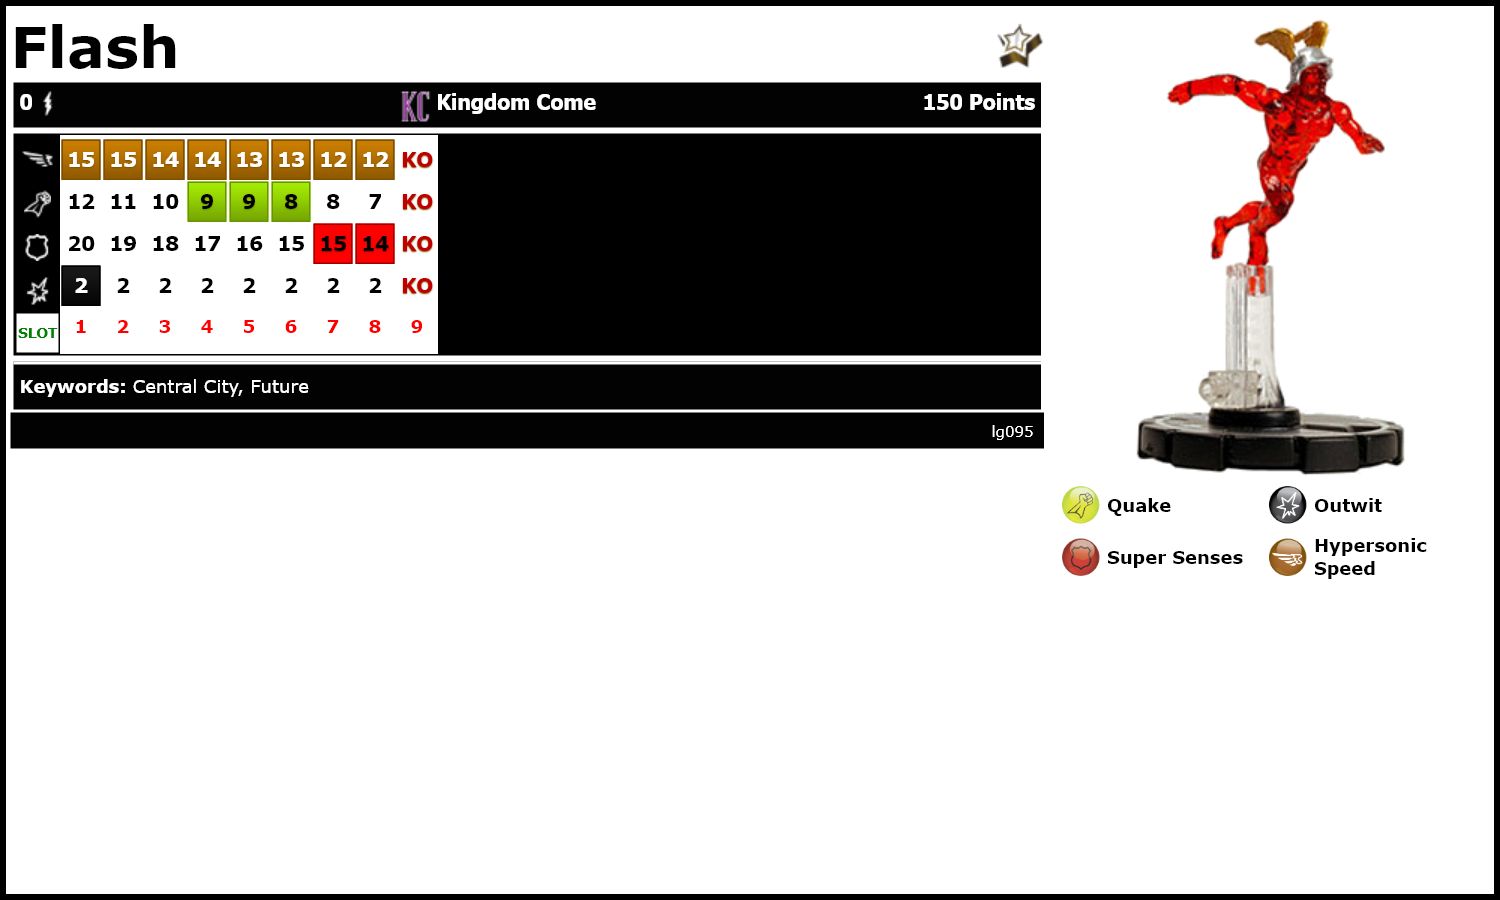 Flash
0 KC Kingdom Come 150 Points
15 15 14 14 13 13 12 12 KO
12 11 10 9 9 8 8 7 KO
20 19 18 17 16 15 15 14 KO
2 2 2 2 2 2 2 2 KO
SLOT 1 2 3 4 5 6 7 8 9
Keywords: Central City, Future
lg095
Quake
Outwit
Super Senses
Hypersonic
Speed